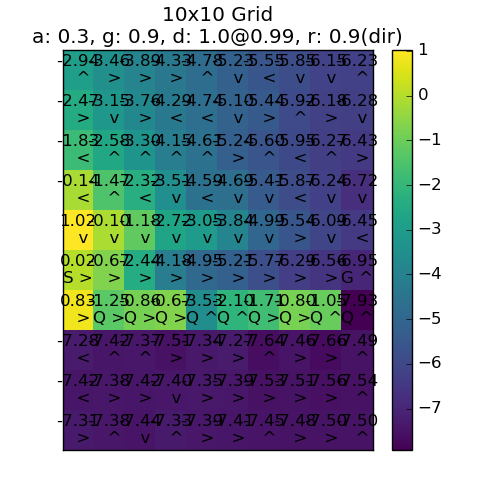 10x10 Grid
a: 0.3, g: 0.9, d: 1.0@0.99, r: 0.9(dir)
-2.94 -3.46 -3.89 -4.33 -4.78 -5.23 -5.55 -5.85 -6.15 -6.23
^ > > > ^ v < v v ^
-2.47 -3.15 -3.76 -4.29 -4.74 -5.10 -5.44 -5.92 -6.18 -6.28
> v > < < v > ^ > v
-1.83 -2.58 -3.30 -4.15 -4.61 -5.24 -5.60 -5.95 -6.27 -6.43
< ^ ^ ^ ^ > ^ > ^ >
-0.14 -1.47 -2.32 -3.51 -4.59 -4.69 -5.41 -5.87 -6.24 -6.72
< ^ < v < v v < v v
1.02 -0.10 -1.18 -2.72 -3.05 -3.84 -4.99 -5.54 -6.09 -6.45
v v v v v v v > v <
0.02 -0.67 -2.44 -4.18 -4.95 -5.23 -5.77 -6.29 -6.56 -6.95
S > > > > > > > > > G ^
0.83 -1.25 -0.86 -0.67 -3.53 -2.10 -1.71 -0.80 -1.05 -7.93
> Q > Q > Q > Q ^ Q ^ Q > Q > Q ^ Q ^
-7.28 -7.42 -7.37 -7.51 -7.34 -7.27 -7.64 -7.46 -7.66 -7.49
< ^ ^ > > > ^ > > ^
-7.42 -7.38 -7.42 -7.40 -7.35 -7.39 -7.53 -7.51 -7.56 -7.54
< > > v > > > > > ^
-7.31 -7.38 -7.44 -7.33 -7.39 -7.41 -7.45 -7.48 -7.50 -7.50
> ^ v ^ > > ^ > > ^
1
0
−1
−2
−3
−4
−5
−6
−7